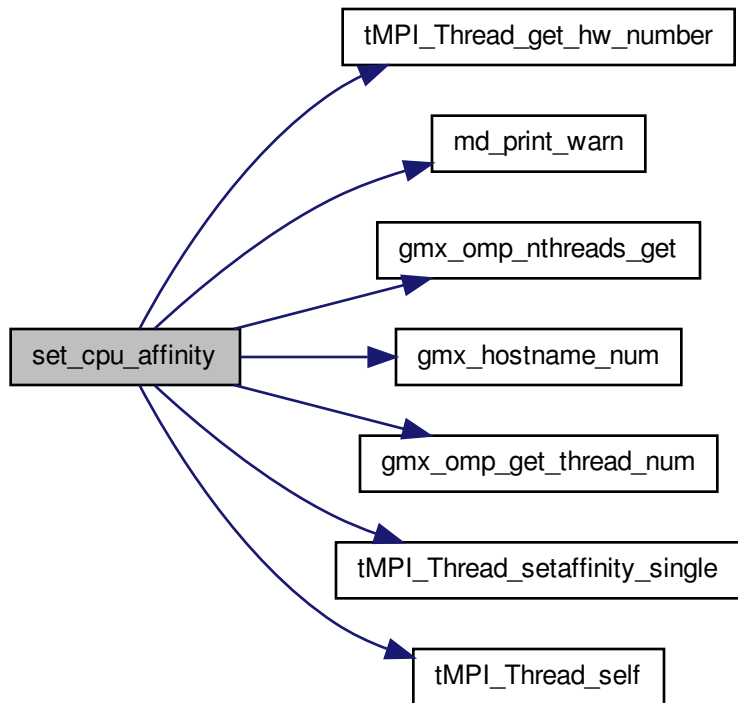 tMPI_Thread_get_hw_number
md_print_warn
gmx_omp_nthreads_get
set_cpu_affinity
gmx_hostname_num
gmx_omp_get_thread_num
tMPI_Thread_setaffinity_single
tMPI_Thread_self